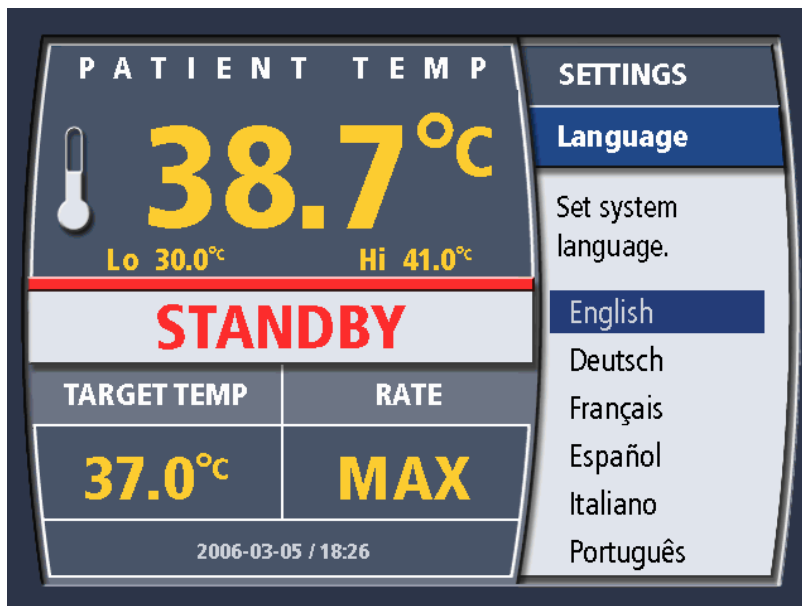 PATIENT TEMP
38.7°C
Lo 30.0°C Hi 41.0°C
STANDBY
TARGET TEMP RATE
37.0°C MAX
2006-03-05 / 18:26
SETTINGS
Language
Set system
language.
English
Deutsch
Français
Español
Italiano
Português